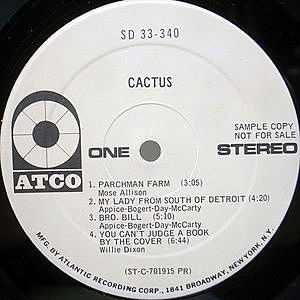 SD 33-340
CACTUS
SAMPLE COPY
NOT FOR SALE
ATCO
ONE
STEREO
1. PARCHMAN FARM (3:05)
Mose Allison
2. MY LADY FROM SOUTH OF DETROIT (4:20)
Appice-Bogert-Day-McCarty
3. BRO. BILL (5:10)
Appice-Bogert-Day-McCarty
4. YOU CAN'T JUDGE A BOOK
BY THE COVER (6:44)
Willie Dixon
(ST-C-701915 PR)
MFG. BY ATLANTIC RECORDING CORP., 1841 BROADWAY, NEW YORK, N.Y.